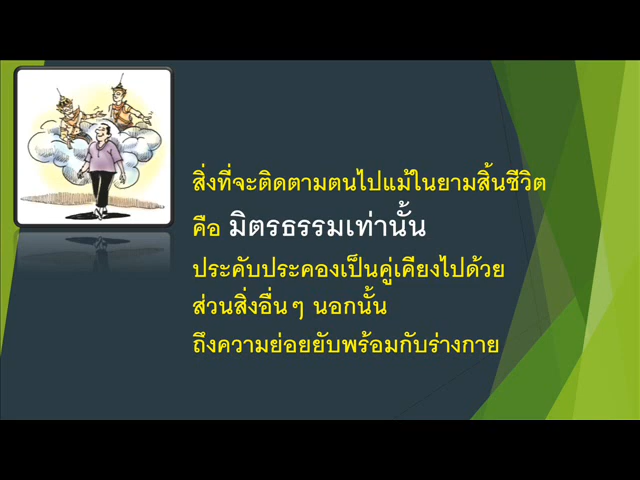 สิ่งที่จะติดตามตนไปแม้ในยามสิ้นชีวิต
คือ มิตรธรรมเท่านั้น
ประคับประคองเป็นคู่เคียงไปด้วย
ส่วนสิ่งอื่นๆ นอกนั้น
ถึงความย่อยยับพร้อมกับร่างกาย